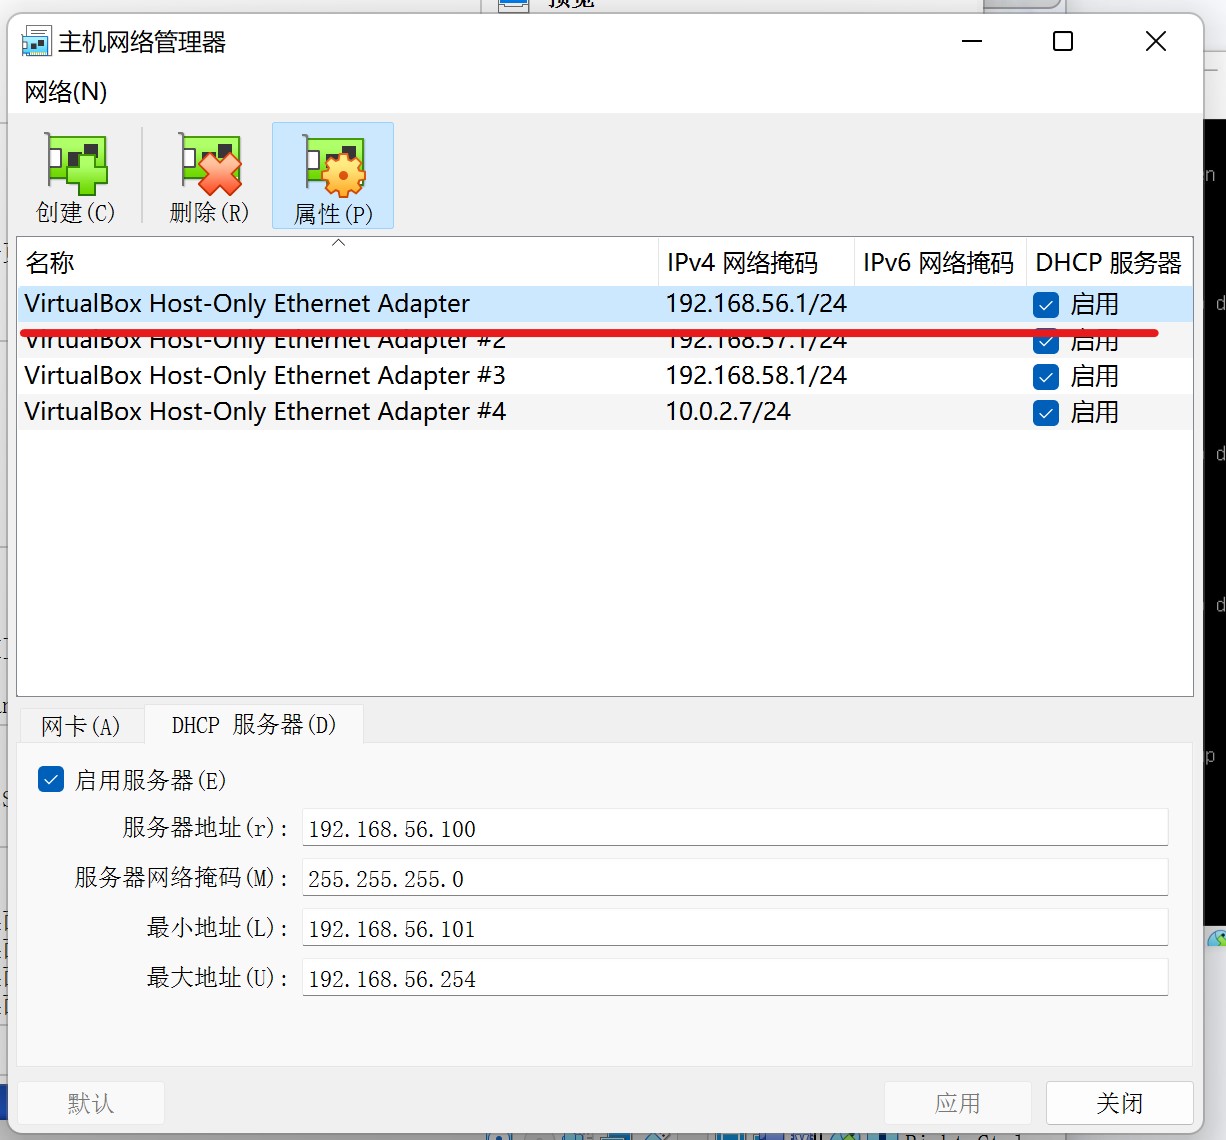 预览
主机网络管理器
网络(N)
创建(C) 删除(R) 属性(P)
名称 IPv4 网络掩码 IPv6 网络掩码 DHCP 服务器
VirtualBox Host-Only Ethernet Adapter 192.168.56.1/24 启用
VirtualBox Host-Only Ethernet Adapter #2 192.168.57.1/24 启用
VirtualBox Host-Only Ethernet Adapter #3 192.168.58.1/24 启用
VirtualBox Host-Only Ethernet Adapter #4 10.0.2.7/24 启用
网卡(A) DHCP 服务器(D)
启用服务器(E)
服务器地址(r): 192.168.56.100
服务器网络掩码(M): 255.255.255.0
最小地址(L): 192.168.56.101
最大地址(U): 192.168.56.254
默认 应用 关闭